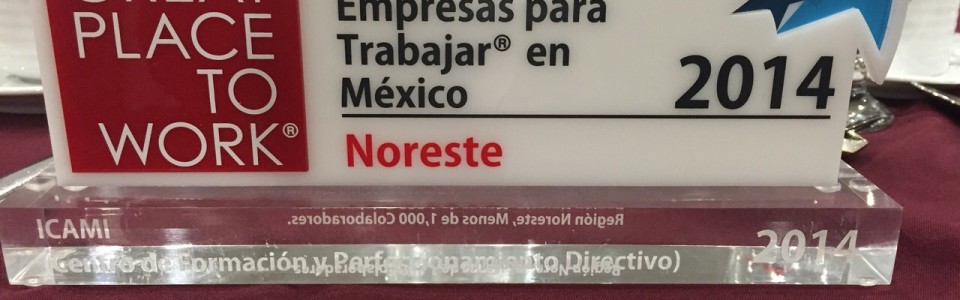 GREAT
PLACE
TO
WORK®
Empresas para
Trabajar® en
México
2014
Noreste
Región Noreste, Menos de 1,000 Colaboradores.
ICAMI
2014
(Centro de Formación y Perfeccionamiento Directivo)